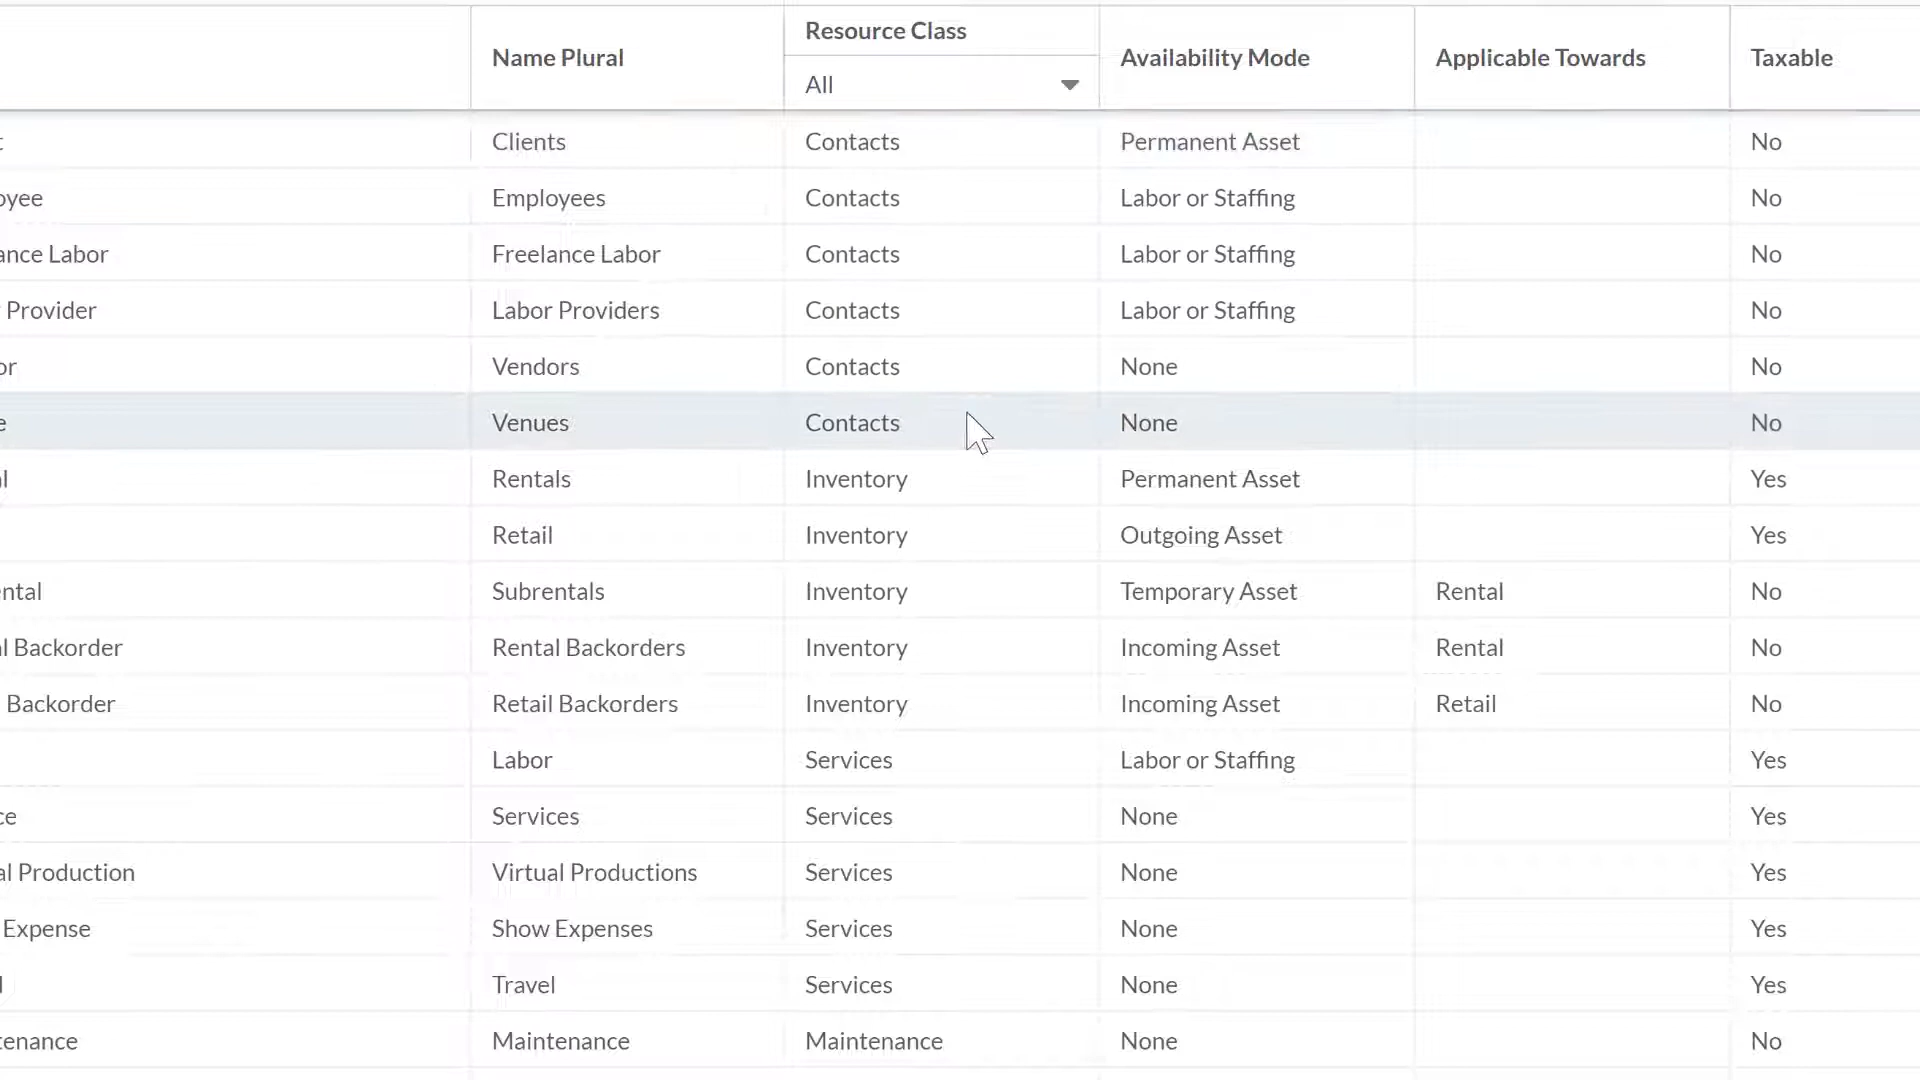 Name Plural Resource Class Availability Mode Applicable Towards Taxable
All
Clients Contacts Permanent Asset No
Employees Contacts Labor or Staffing No
Labor Freelance Labor Contacts Labor or Staffing No
Provider Labor Providers Contacts Labor or Staffing No
Vendors Contacts None No
Venues Contacts None No
Rentals Inventory Permanent Asset Yes
Retail Inventory Outgoing Asset Yes
Subrentals Inventory Temporary Asset Rental No
Backorder Rental Backorders Inventory Incoming Asset Rental No
Backorder Retail Backorders Inventory Incoming Asset Retail No
Labor Services Labor or Staffing Yes
Services Services None Yes
Production Virtual Productions Services None Yes
Expense Show Expenses Services None Yes
Travel Services None Yes
Maintenance Maintenance None No